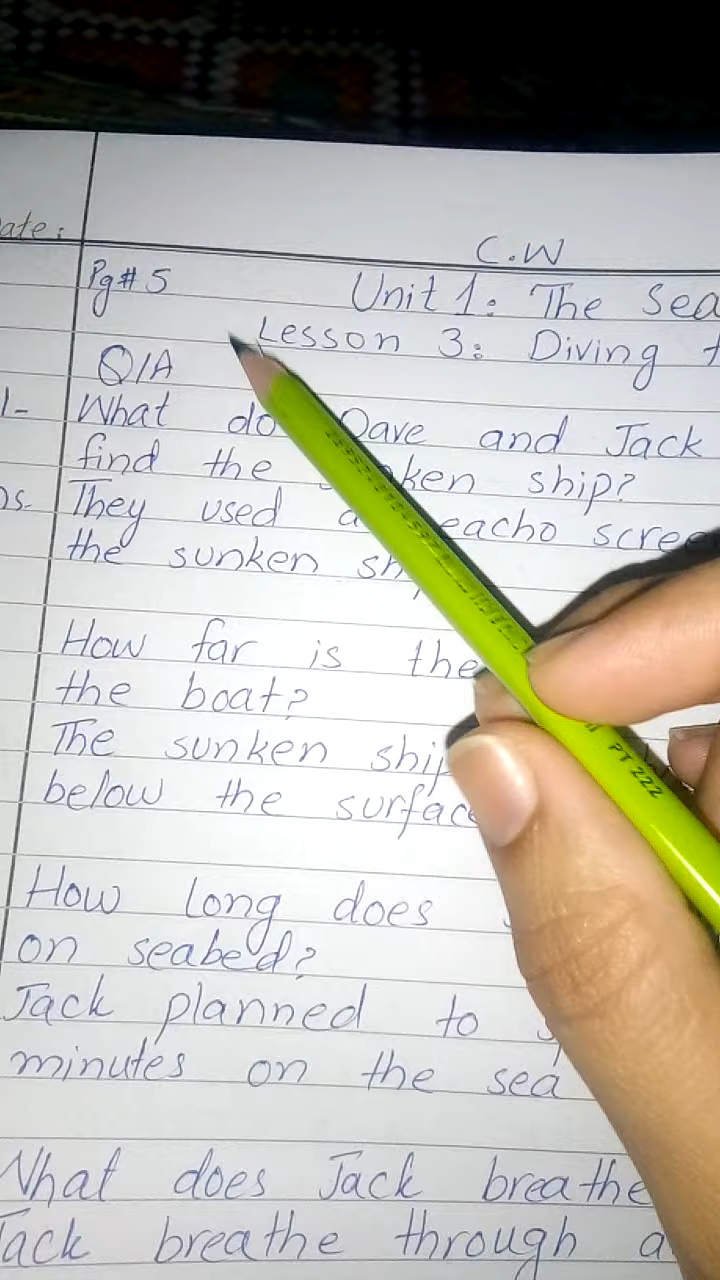 C.W
Pg# 5 Unit 1: The Sea
Lesson 3: Diving
Q/A
1- What do Dave and Jack
find the ken ship?
They used a eacho scree
the sunken sh
How far is the
the boat?
The sunken ship
below the surface
How long does
on seabed?
Jack planned to
minutes on the sea
What does Jack breathe
Jack breathe through a
PT 222